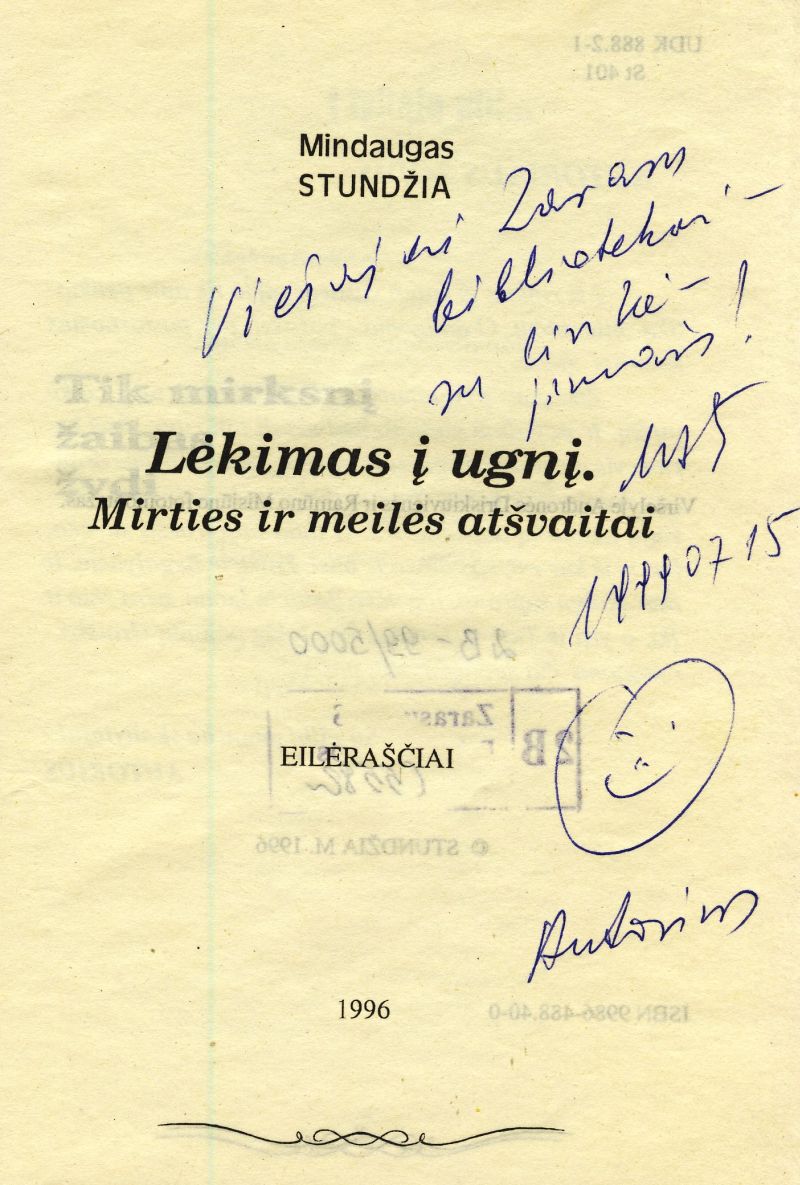 Mindaugas
STUNDŽIA
Viešajai Zarasų
bibliotekai –
su linkė–
jimais!
Lėkimas į ugnį.
Mirties ir meilės atšvaitai
19990715
EILĖRAŠČIAI
Autorius
1996